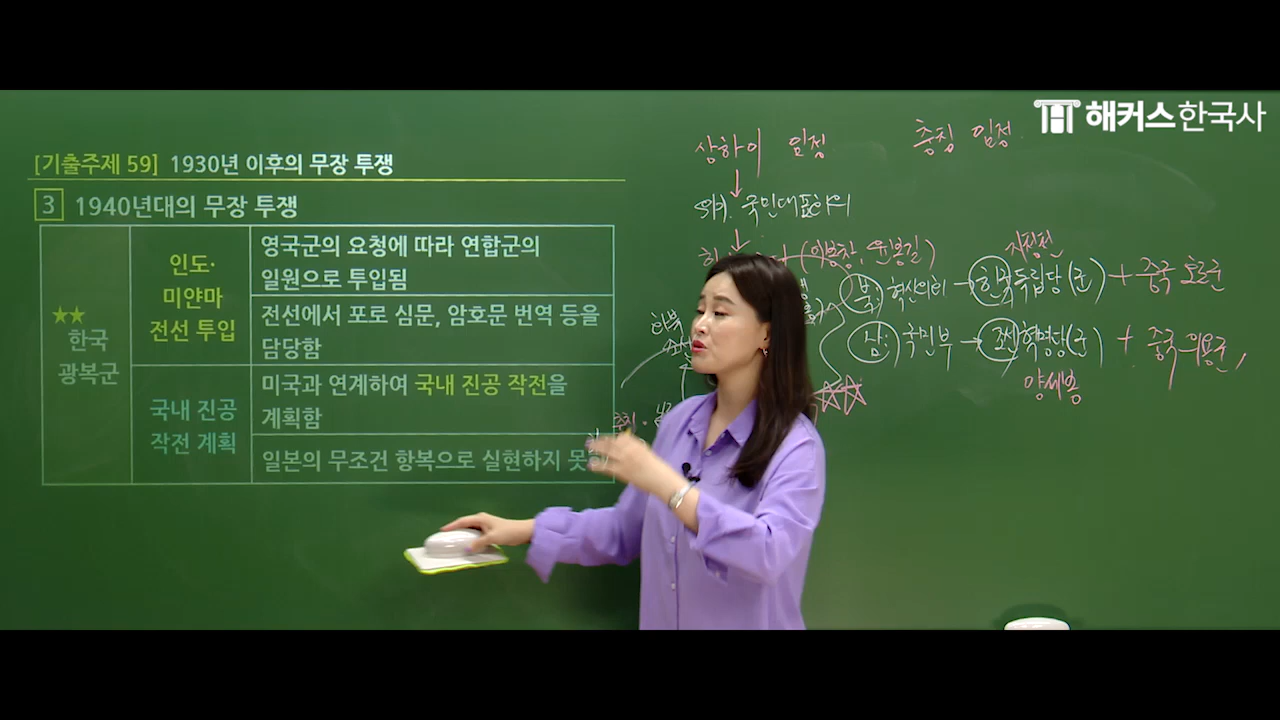 해커스한국사
[기출주제 59] 1930년 이후의 무장 투쟁
3 1940년대의 무장 투쟁
★★
한국
광복군
인도·
미얀마
전선 투입
영국군의 요청에 따라 연합군의
일원으로 투입됨
전선에서 포로 심문, 암호문 번역 등을
담당함
국내 진공
작전 계획
미국과 연계하여 국내 진공 작전을
계획함
일본의 무조건 항복으로 실현하지 못
상하이 임정
충칭 임정
국민대표회의
윤봉길)
지청천
북: 혁신의회 → 한국독립당(군) + 중국 호로군
남: 국민부 → 조선혁명당(군) + 중국 의용군,
양세봉